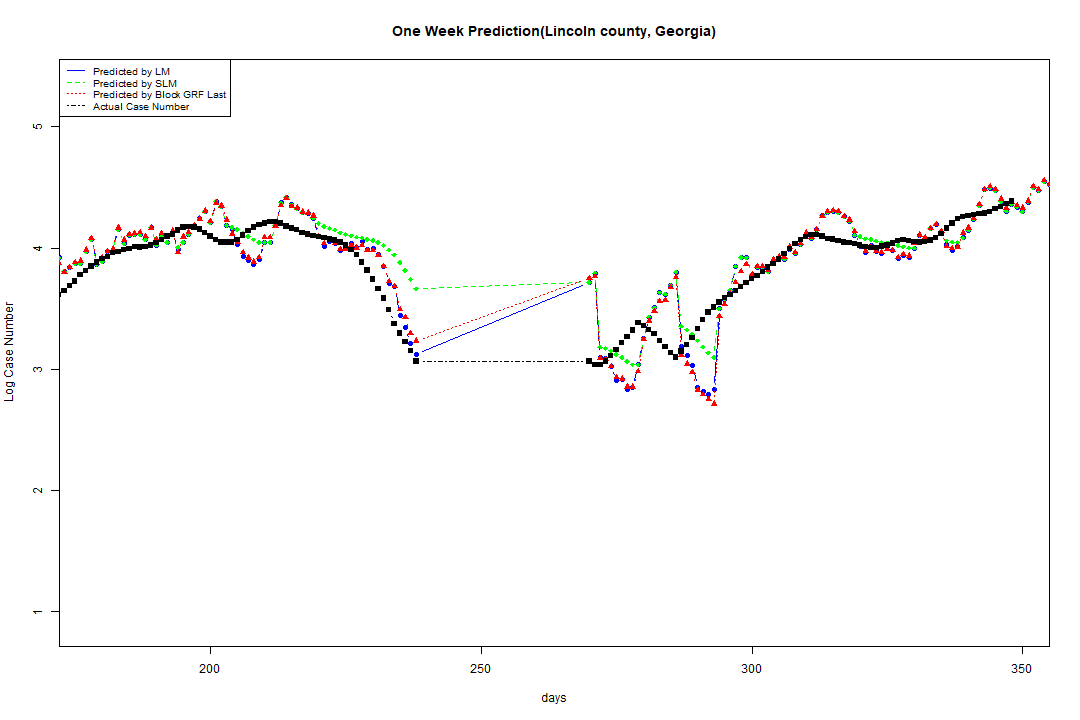 One Week Prediction(Lincoln county, Georgia)
Predicted by LM
Predicted by SLM
Predicted by Block GRF Last
Actual Case Number
5
4
3
2
1
Log Case Number
200 250 300 350
days